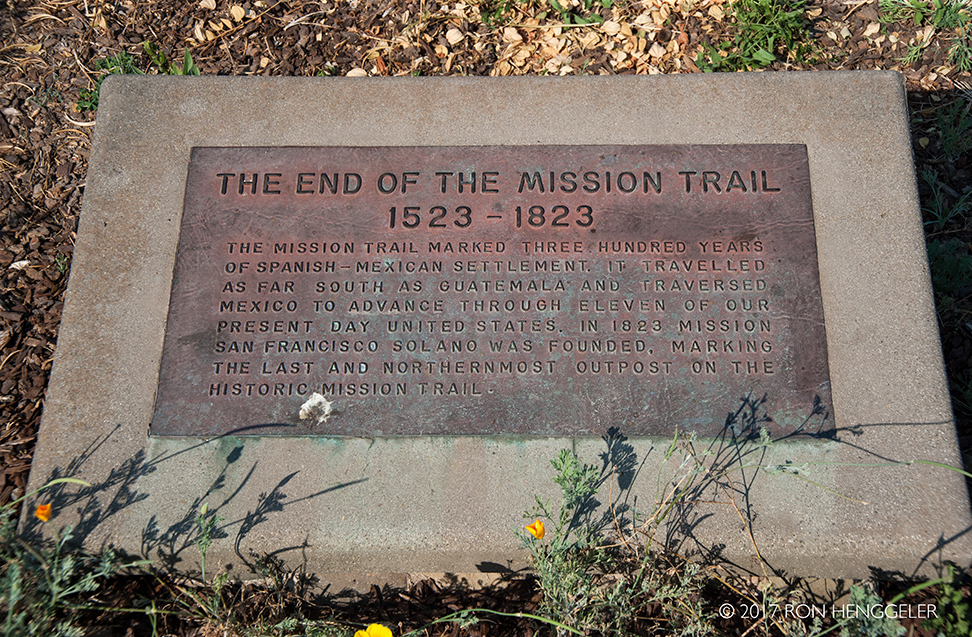 THE END OF THE MISSION TRAIL
1523 - 1823
THE MISSION TRAIL MARKED THREE HUNDRED YEARS
OF SPANISH-MEXICAN SETTLEMENT. IT TRAVELLED
AS FAR SOUTH AS GUATEMALA AND TRAVERSED
MEXICO TO ADVANCE THROUGH ELEVEN OF OUR
PRESENT DAY UNITED STATES. IN 1823 MISSION
SAN FRANCISCO SOLANO WAS FOUNDED, MARKING
THE LAST AND NORTHERNMOST OUTPOST ON THE
HISTORIC MISSION TRAIL.
© 2017 RON HENGGELER